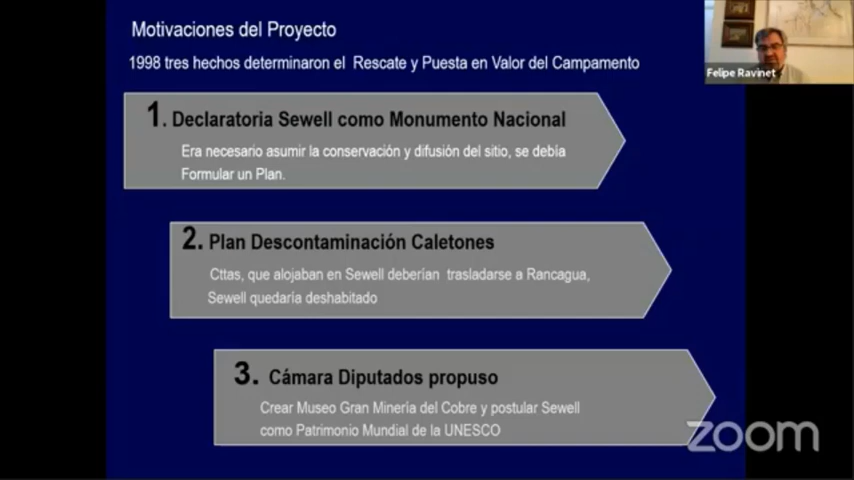 Motivaciones del Proyecto
1998 tres hechos determinaron el Rescate y Puesta en Valor del Campamento
1. Declaratoria Sewell como Monumento Nacional
Era necesario asumir la conservación y difusión del sitio, se debía
Formular un Plan.
2. Plan Descontaminación Caletones
Cttas, que alojaban en Sewell deberían trasladarse a Rancagua,
Sewell quedaría deshabitado
3. Cámara Diputados propuso
Crear Museo Gran Minería del Cobre y postular Sewell
como Patrimonio Mundial de la UNESCO
Felipe Ravinet
zoom